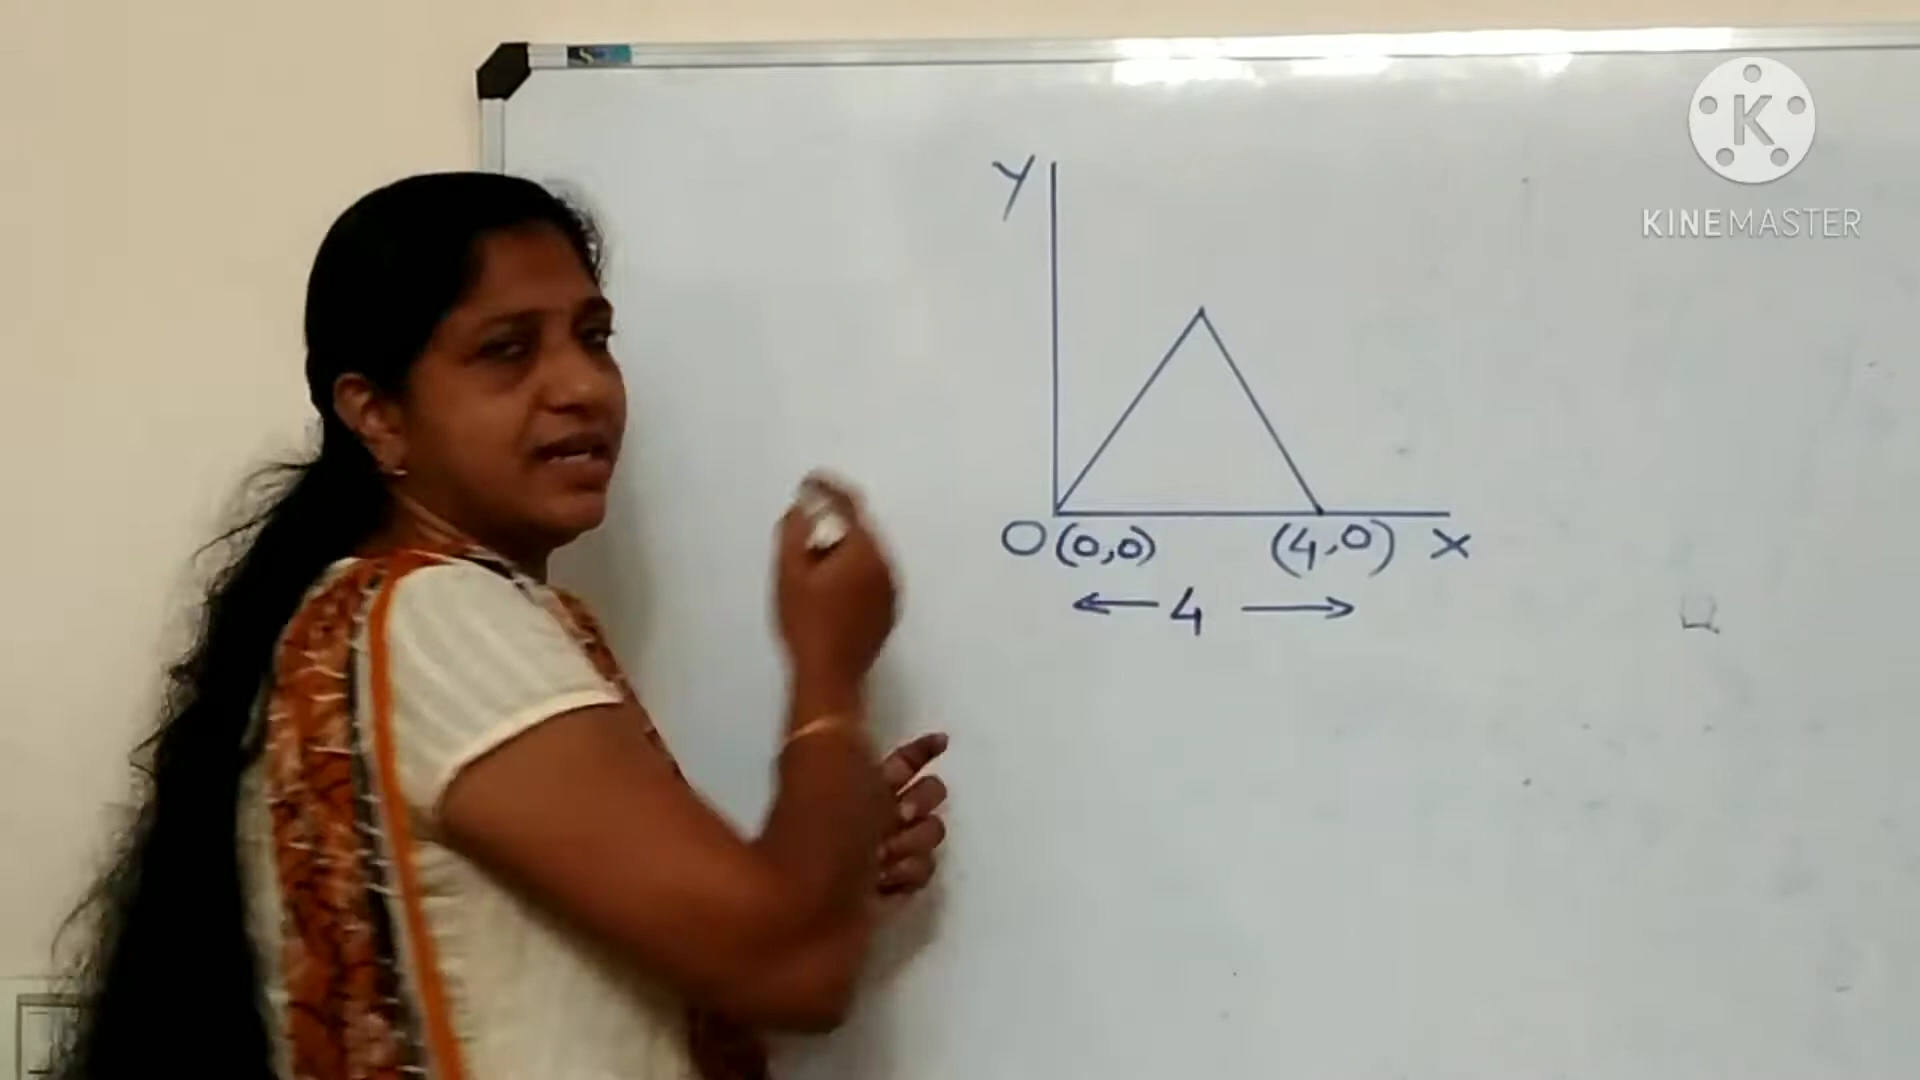 Y
O (0,0) (4,0) X
← 4 →
K
KINEMASTER